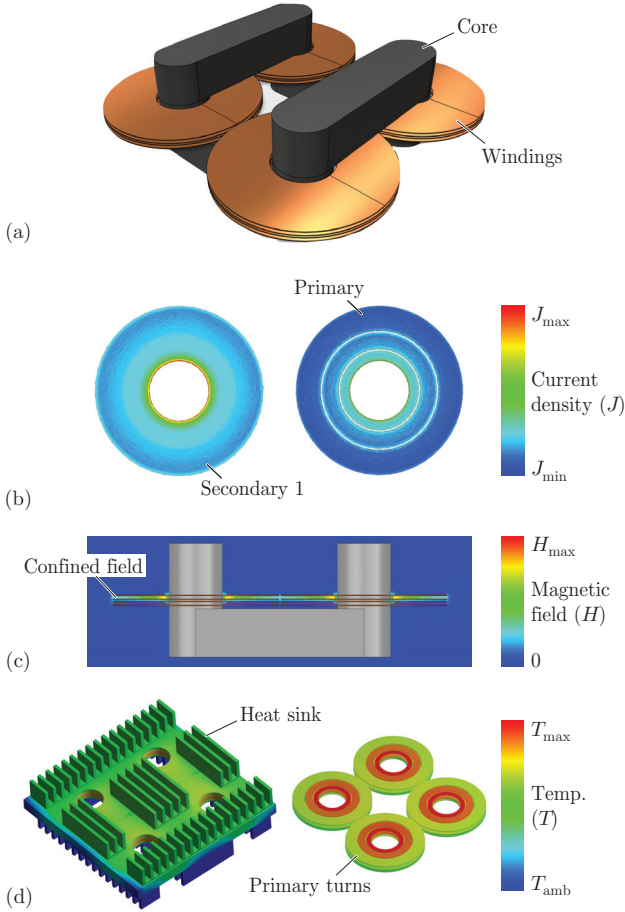 Core
Windings
(a)
Primary
J_max
Current
density (J)
J_min
Secondary 1
(b)
Confined field
H_max
Magnetic
field (H)
0
(c)
Heat sink
T_max
Temp.
(T)
T_amb
Primary turns
(d)